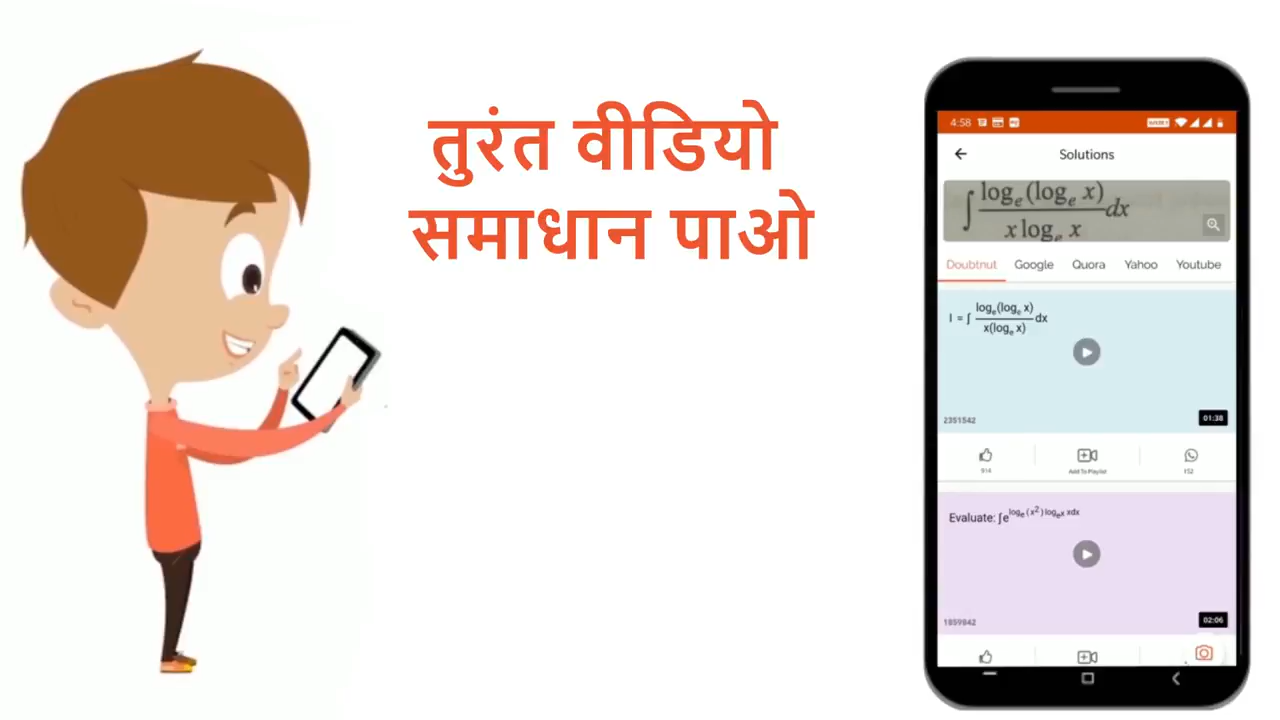 तुरंत वीडियो
समाधान पाओ
4:58
Solutions
∫ logₑ(logₑ x) / x logₑ x dx
Doubtnut Google Quora Yahoo Youtube
I = ∫ logₑ(logₑ x) / x(logₑ x) dx
2351542
01:38
914
Add To Playlist
152
Evaluate: ∫e^logₑ(x²)logₑx xdx
1859842
02:06